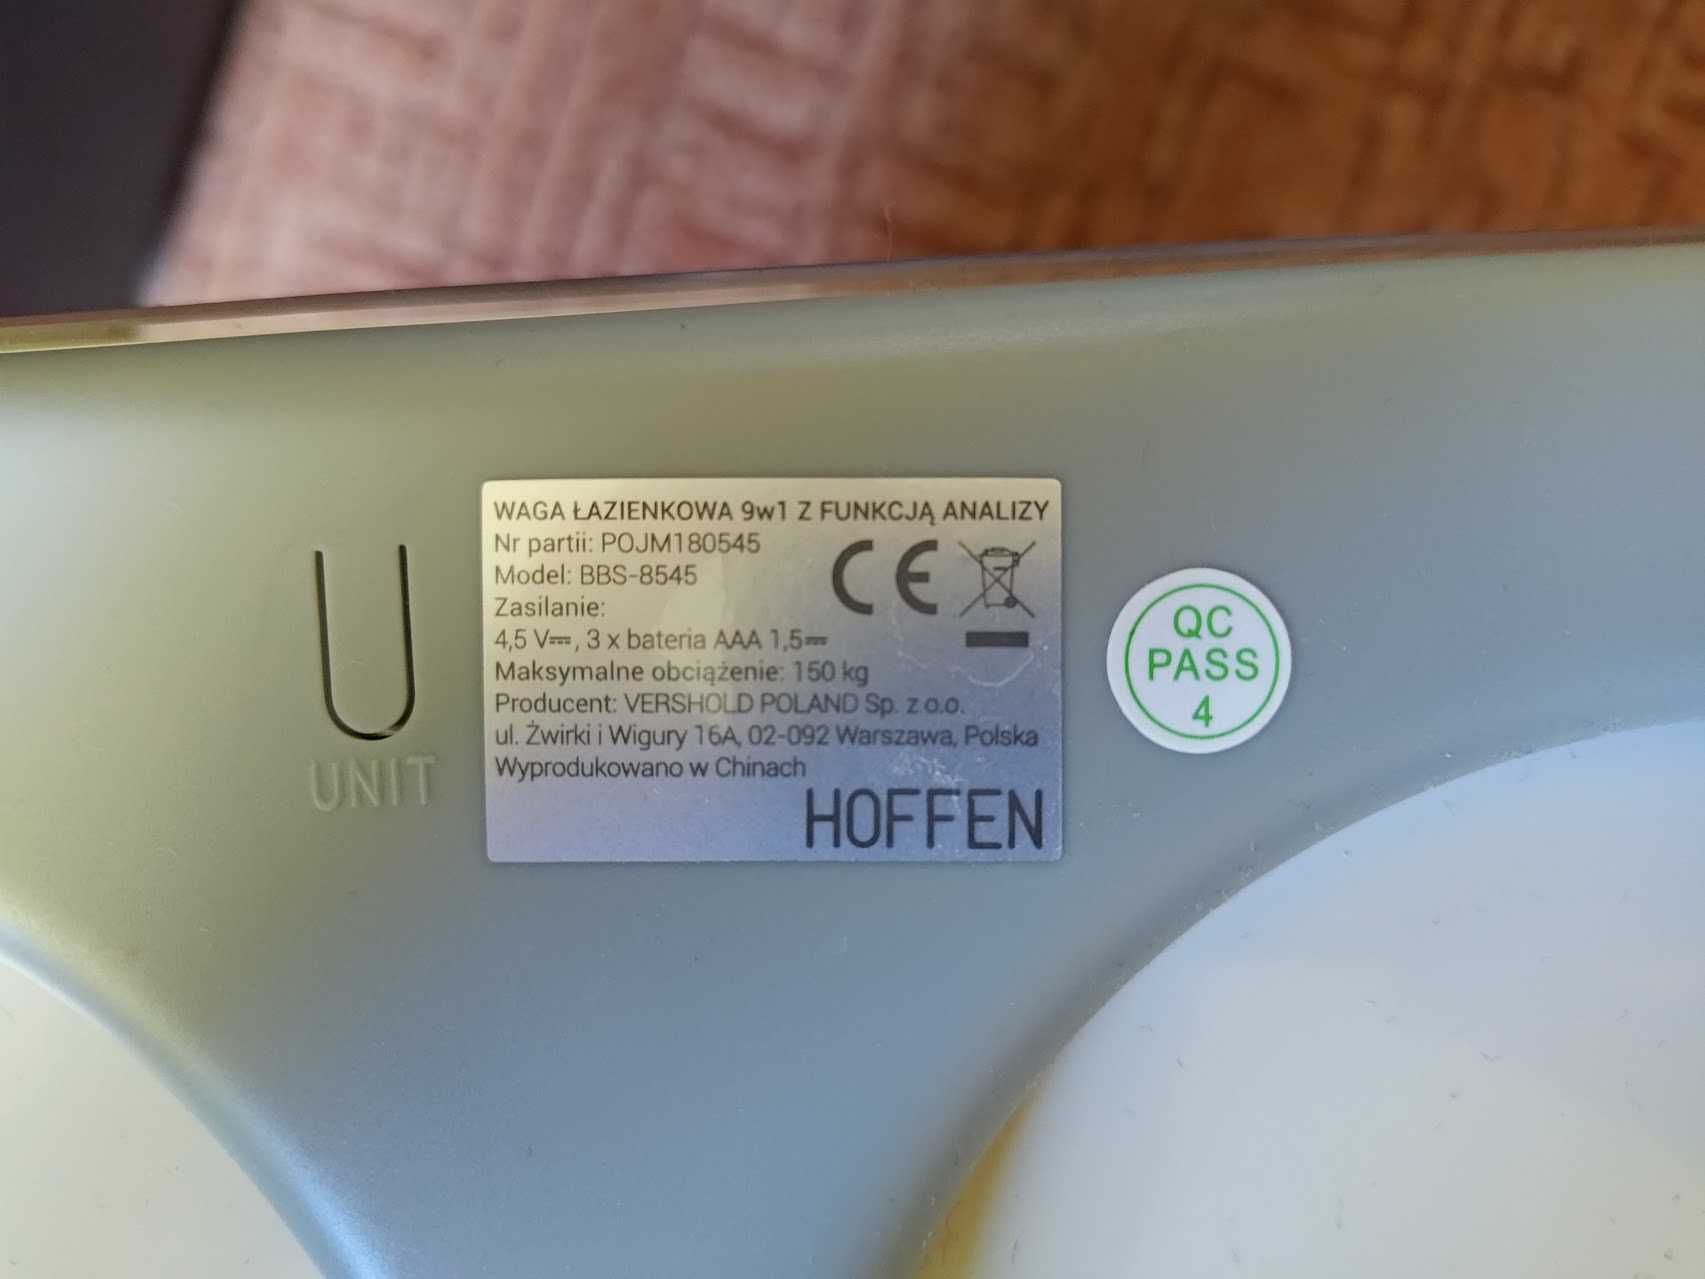 WAGA ŁAZIENKOWA 9w1 Z FUNKCJĄ ANALIZY
Nr partii: POJM180545
Model: BBS-8545
Zasilanie:
4,5 V⎓, 3 x bateria AAA 1,5⎓
Maksymalne obciążenie: 150 kg
Producent: VERSHOLD POLAND Sp. z o.o.
ul. Żwirki i Wigury 16A, 02-092 Warszawa, Polska
Wyprodukowano w Chinach
HOFFEN
CE
UNIT
QC
PASS
4